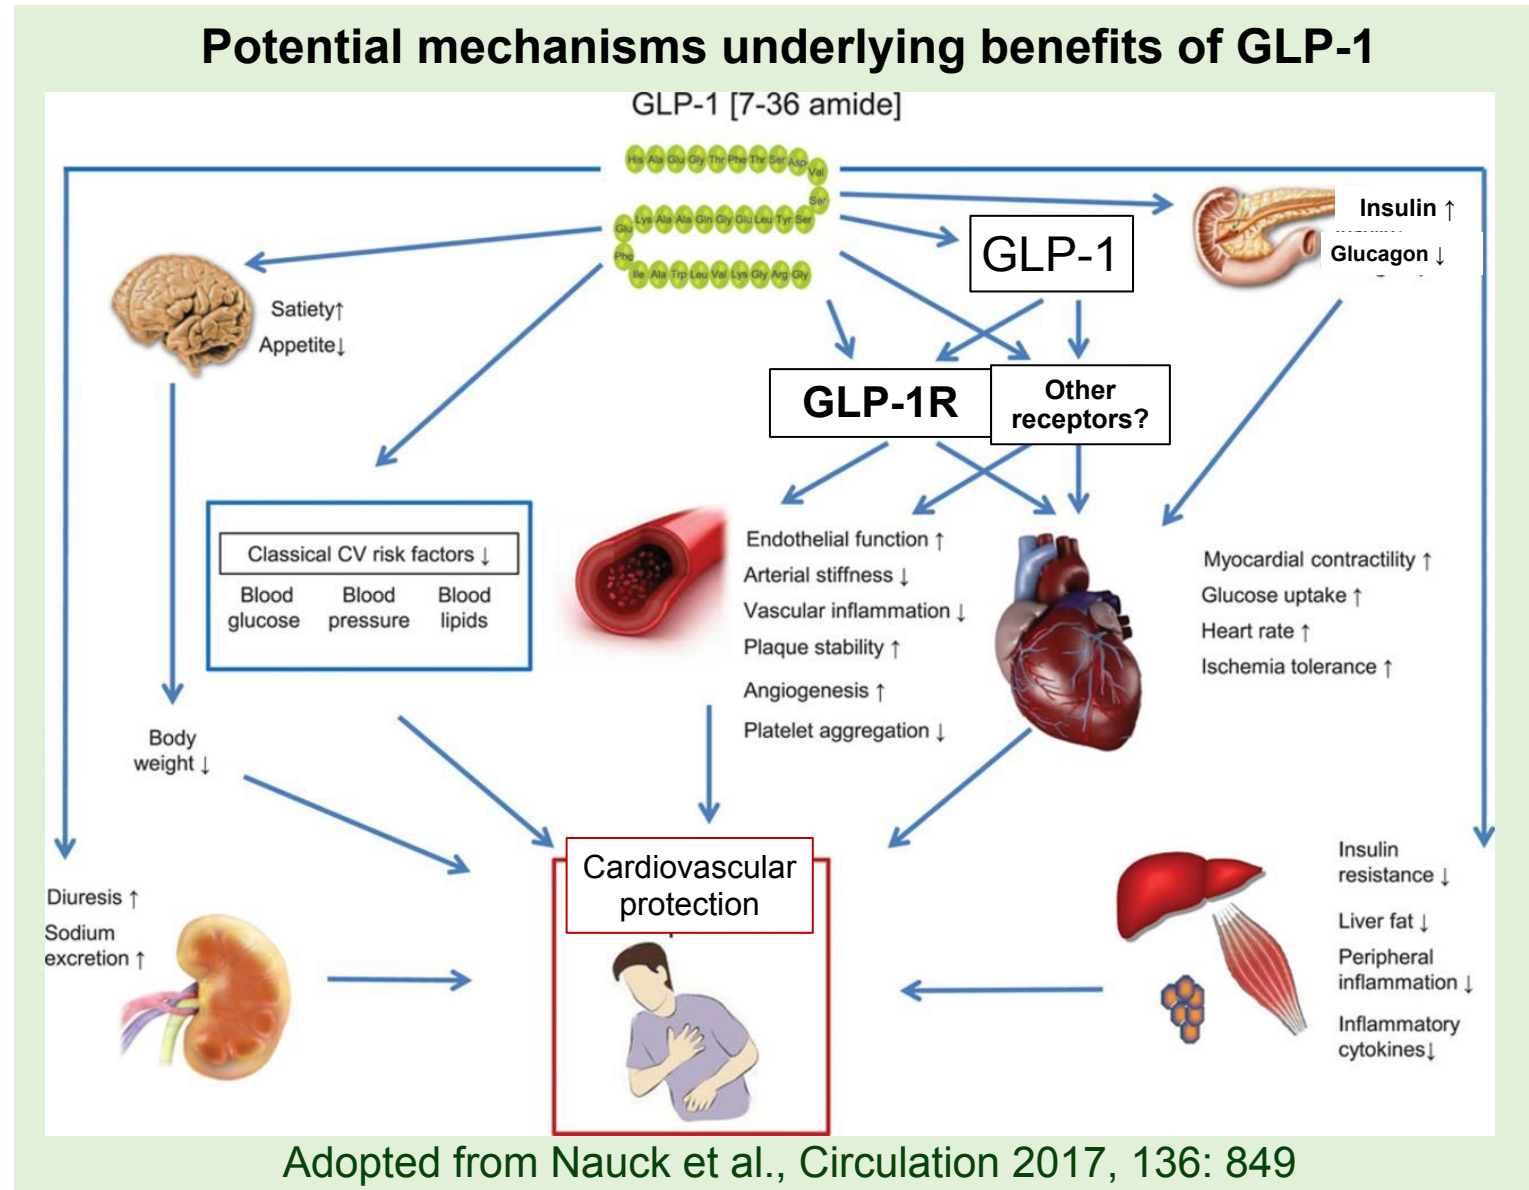 Potential mechanisms underlying benefits of GLP-1
GLP-1 [7-36 amide]
His Ala Glu Gly Thr Phe Thr Ser Asp
Val
Ser
Lys Ala Ala Gln Gly Glu Leu Tyr Ser
Glu
Phe
Ile Ala Trp Leu Val Lys Gly Arg Gly
GLP-1
Insulin ↑
Glucagon ↓
Satiety↑
Appetite↓
GLP-1R
Other
receptors?
Classical CV risk factors ↓
Blood
glucose
Blood
pressure
Blood
lipids
Endothelial function ↑
Arterial stiffness ↓
Vascular inflammation ↓
Plaque stability ↑
Angiogenesis ↑
Platelet aggregation ↓
Myocardial contractility ↑
Glucose uptake ↑
Heart rate ↑
Ischemia tolerance ↑
Body
weight ↓
Cardiovascular
protection
Diuresis ↑
Sodium
excretion ↑
Insulin
resistance ↓
Liver fat ↓
Peripheral
inflammation ↓
Inflammatory
cytokines↓
Adopted from Nauck et al., Circulation 2017, 136: 849